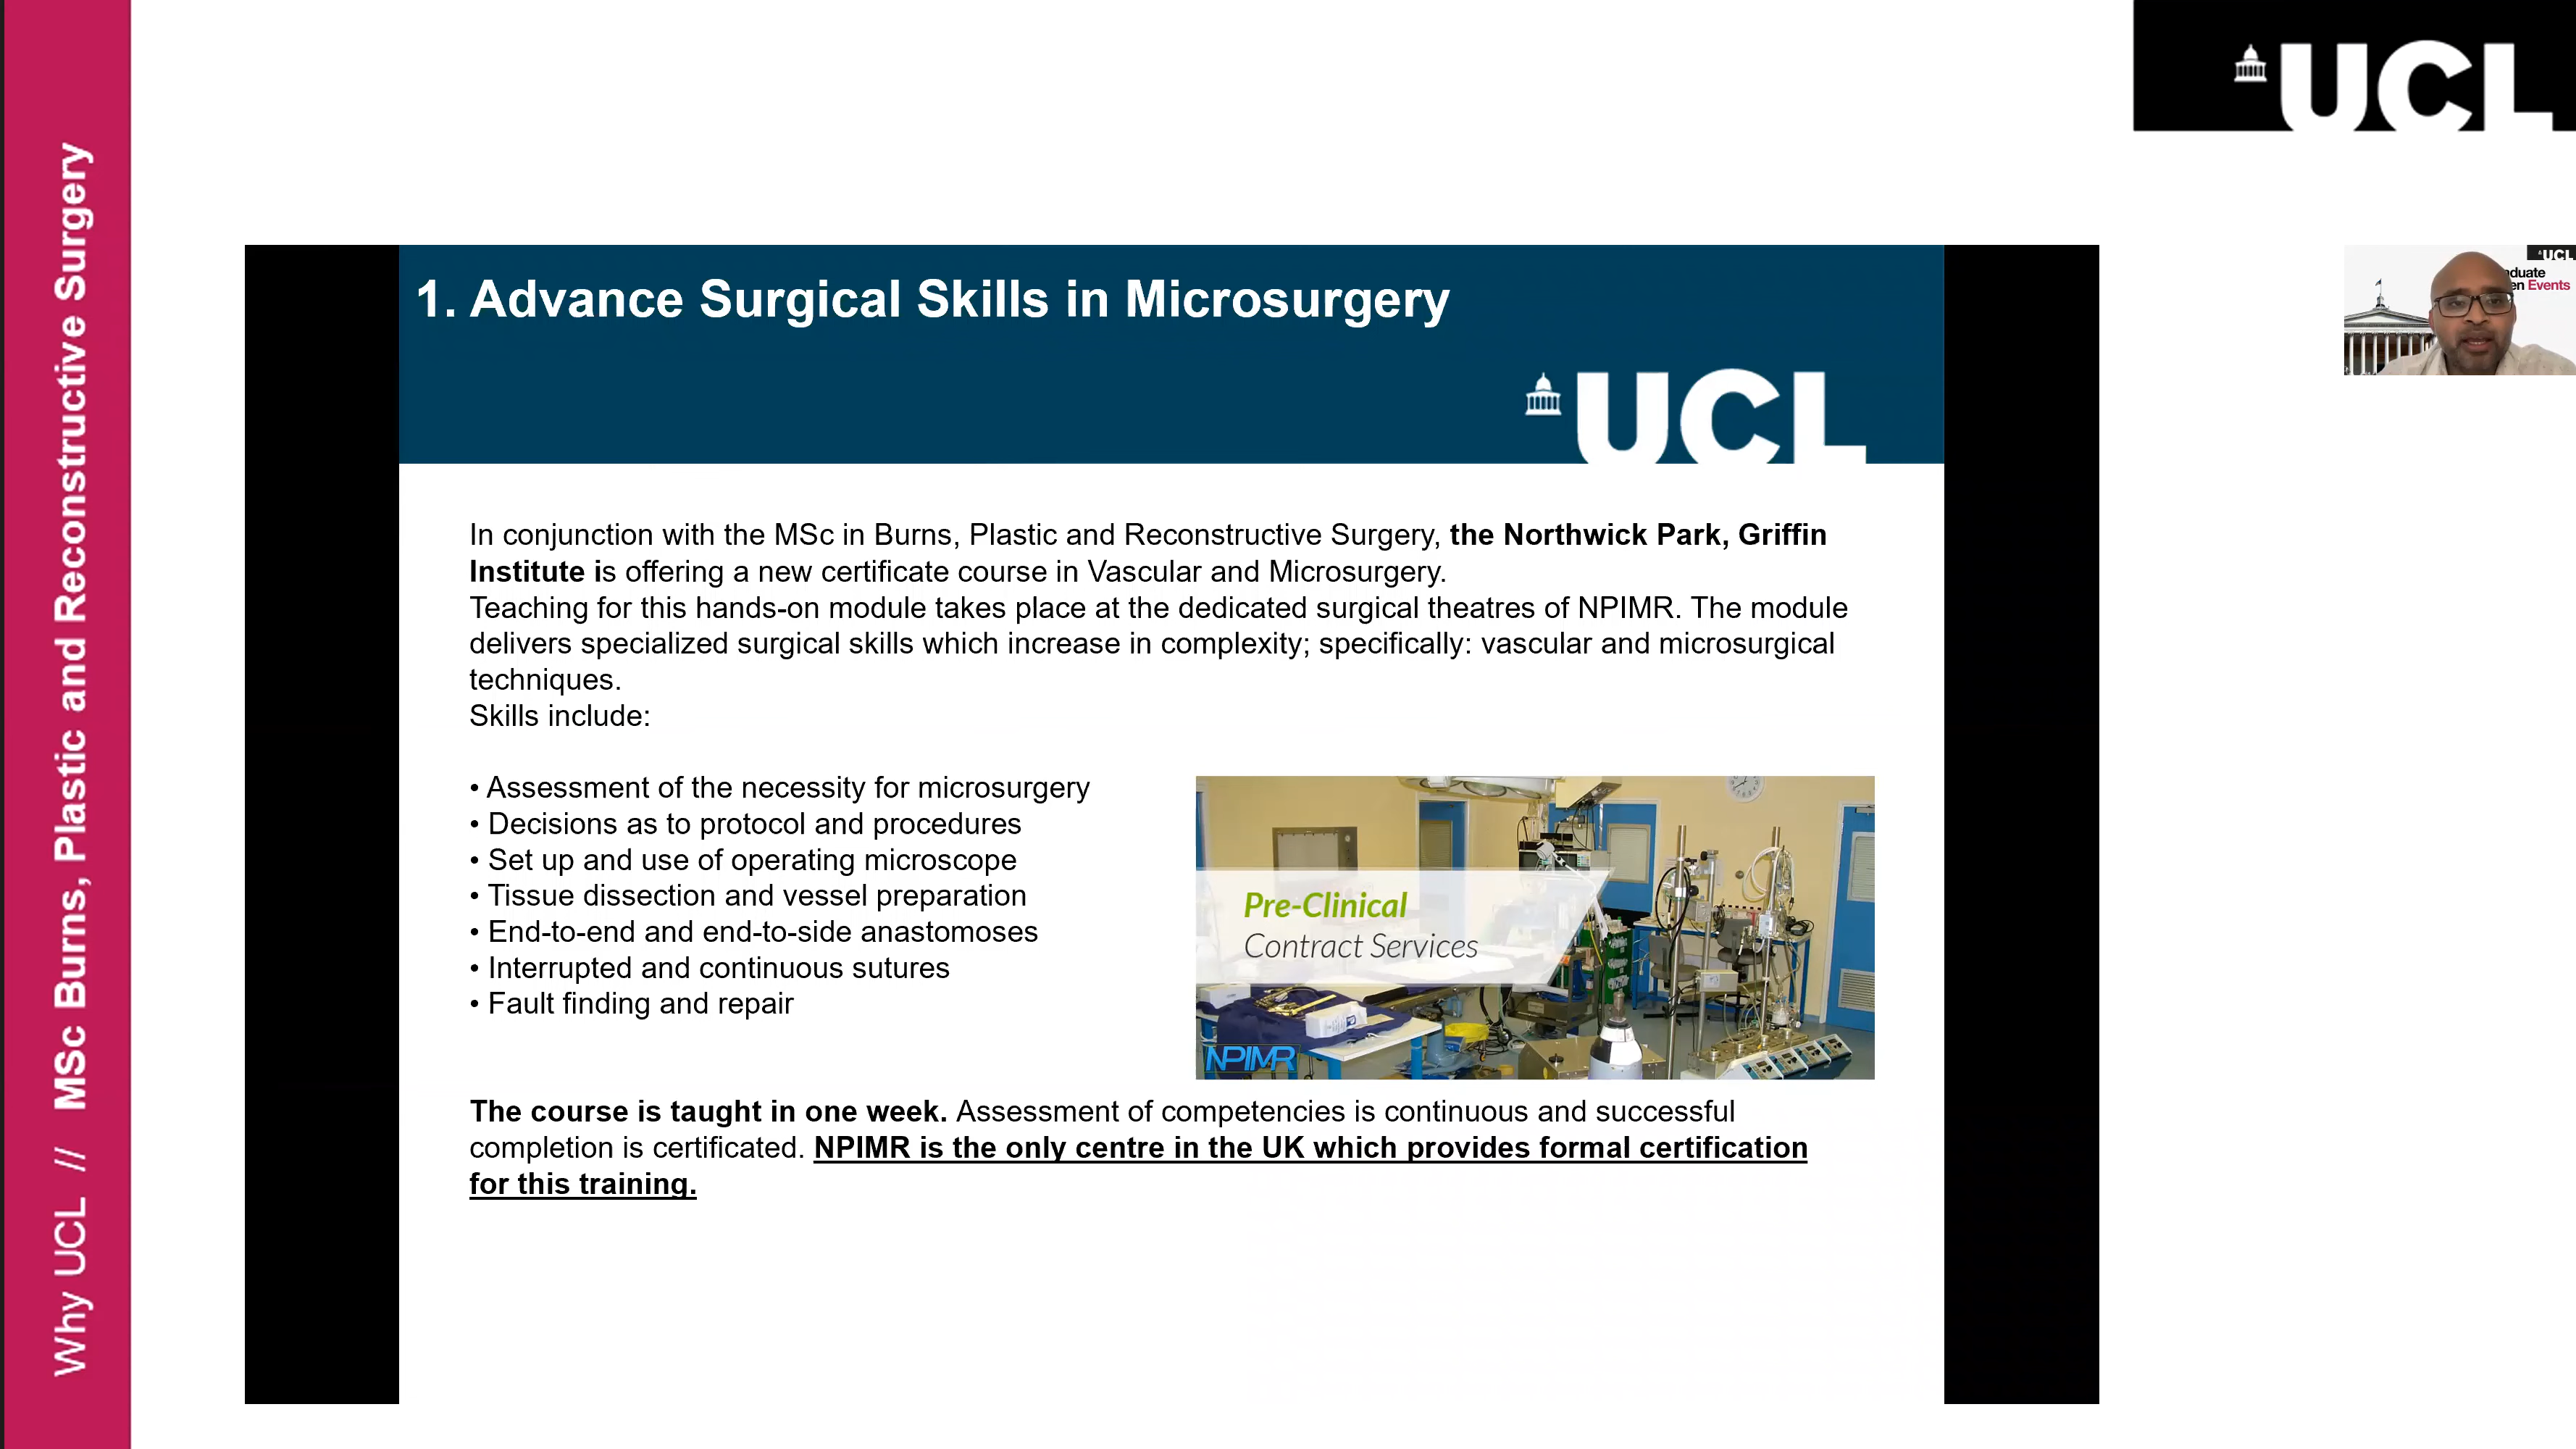 UCL
Why UCL // MSc Burns, Plastic and Reconstructive Surgery
1. Advance Surgical Skills in Microsurgery
UCL
UCL
duate
en Events
In conjunction with the MSc in Burns, Plastic and Reconstructive Surgery, the Northwick Park, Griffin
Institute is offering a new certificate course in Vascular and Microsurgery.
Teaching for this hands-on module takes place at the dedicated surgical theatres of NPIMR. The module
delivers specialized surgical skills which increase in complexity; specifically: vascular and microsurgical
techniques.
Skills include:
• Assessment of the necessity for microsurgery
• Decisions as to protocol and procedures
• Set up and use of operating microscope
• Tissue dissection and vessel preparation
• End-to-end and end-to-side anastomoses
• Interrupted and continuous sutures
• Fault finding and repair
Pre-Clinical
Contract Services
NPIMR
The course is taught in one week. Assessment of competencies is continuous and successful
completion is certificated. NPIMR is the only centre in the UK which provides formal certification
for this training.